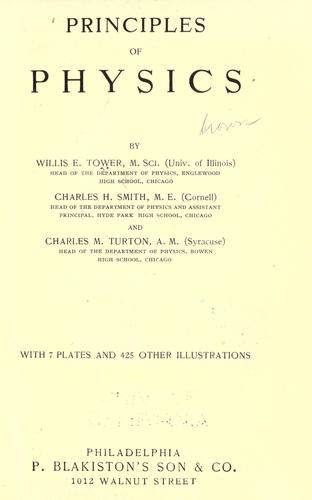 PRINCIPLES
OF
PHYSICS
brown
BY
WILLIS E. TOWER, M. SCI. (Univ. of Illinois)
HEAD OF THE DEPARTMENT OF PHYSICS, ENGLEWOOD
HIGH SCHOOL, CHICAGO
CHARLES H. SMITH, M. E. (Cornell)
HEAD OF THE DEPARTMENT OF PHYSICS AND ASSISTANT
PRINCIPAL, HYDE PARK HIGH SCHOOL, CHICAGO
AND
CHARLES M. TURTON, A. M. (Syracuse)
HEAD OF THE DEPARTMENT OF PHYSICS, BOWEN
HIGH SCHOOL, CHICAGO
WITH 7 PLATES AND 425 OTHER ILLUSTRATIONS
PHILADELPHIA
P. BLAKISTON'S SON & CO.
1012 WALNUT STREET